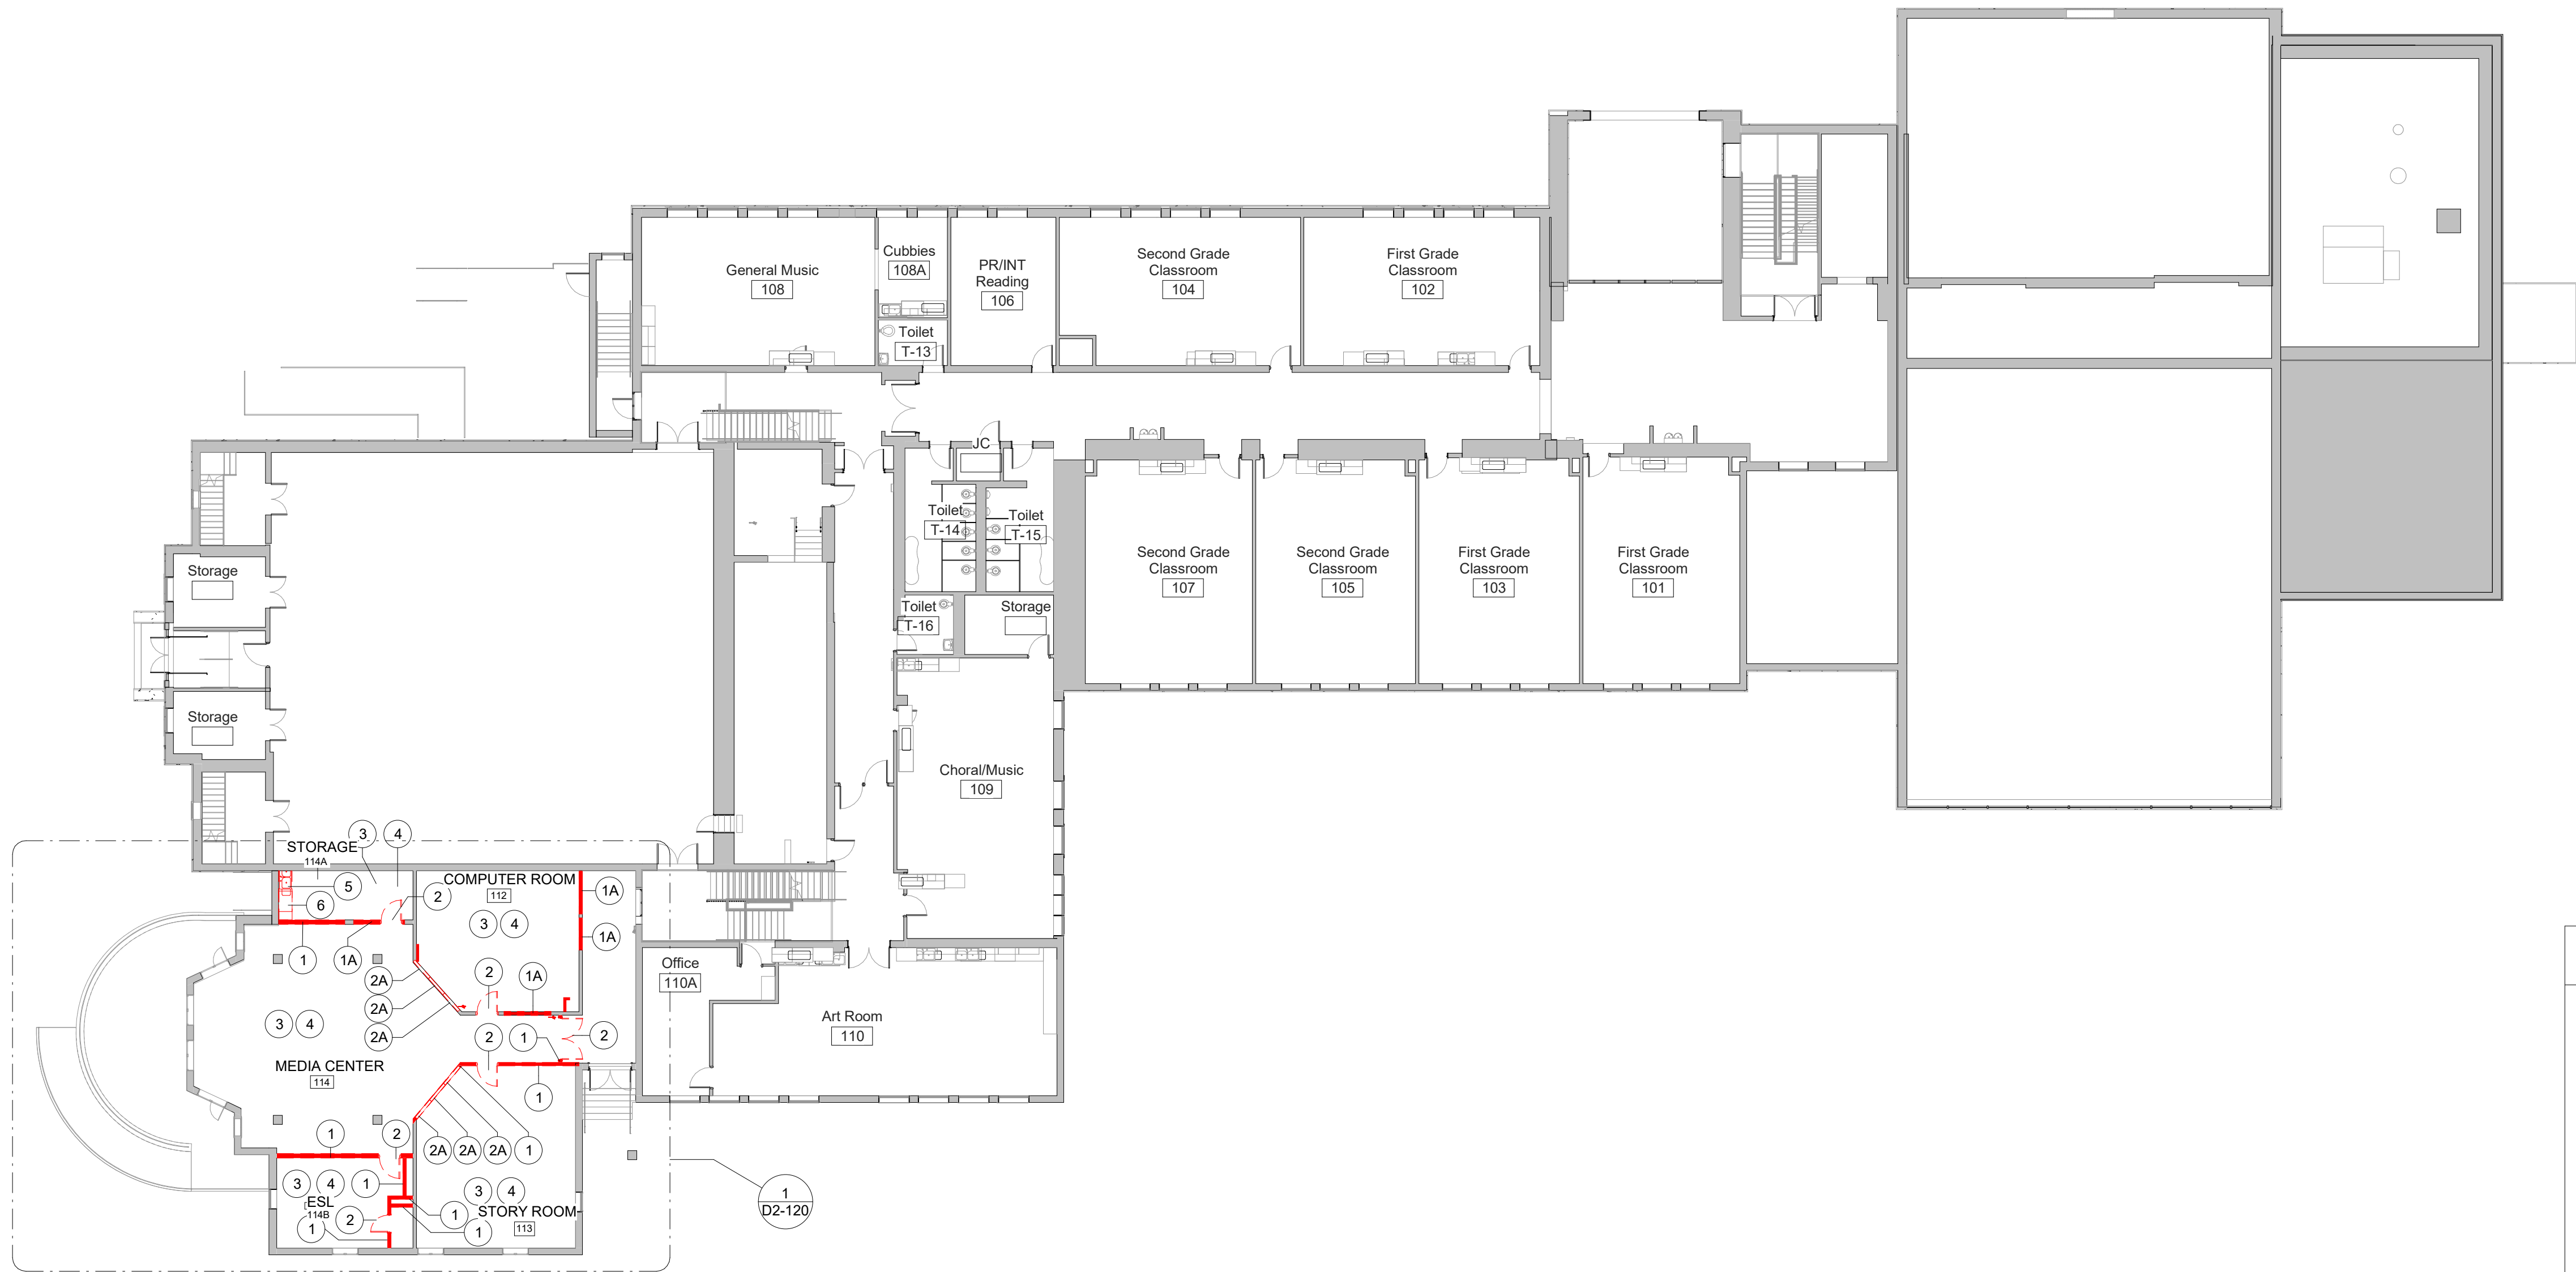 General Music
108
Cubbies
108A
PR/INT
Reading
106
Second Grade
Classroom
104
First Grade
Classroom
102
Toilet
T-13
JC
Toilet
T-14
Toilet
T-15
Second Grade
Classroom
107
Second Grade
Classroom
105
First Grade
Classroom
103
First Grade
Classroom
101
Storage
Toilet
T-16
Storage
Storage
Choral/Music
109
3
4
STORAGE
114A
5
6
2
COMPUTER ROOM
112
1A
3
4
1A
1
1A
2A
2A
2A
2
1A
Office
110A
Art Room
110
3
4
2
1
2
MEDIA CENTER
114
1
2A
2A
2A
1
1
2
3
4
1
ESL
114B
1
2
1
1
3
4
STORY ROOM
113
1
D2-120